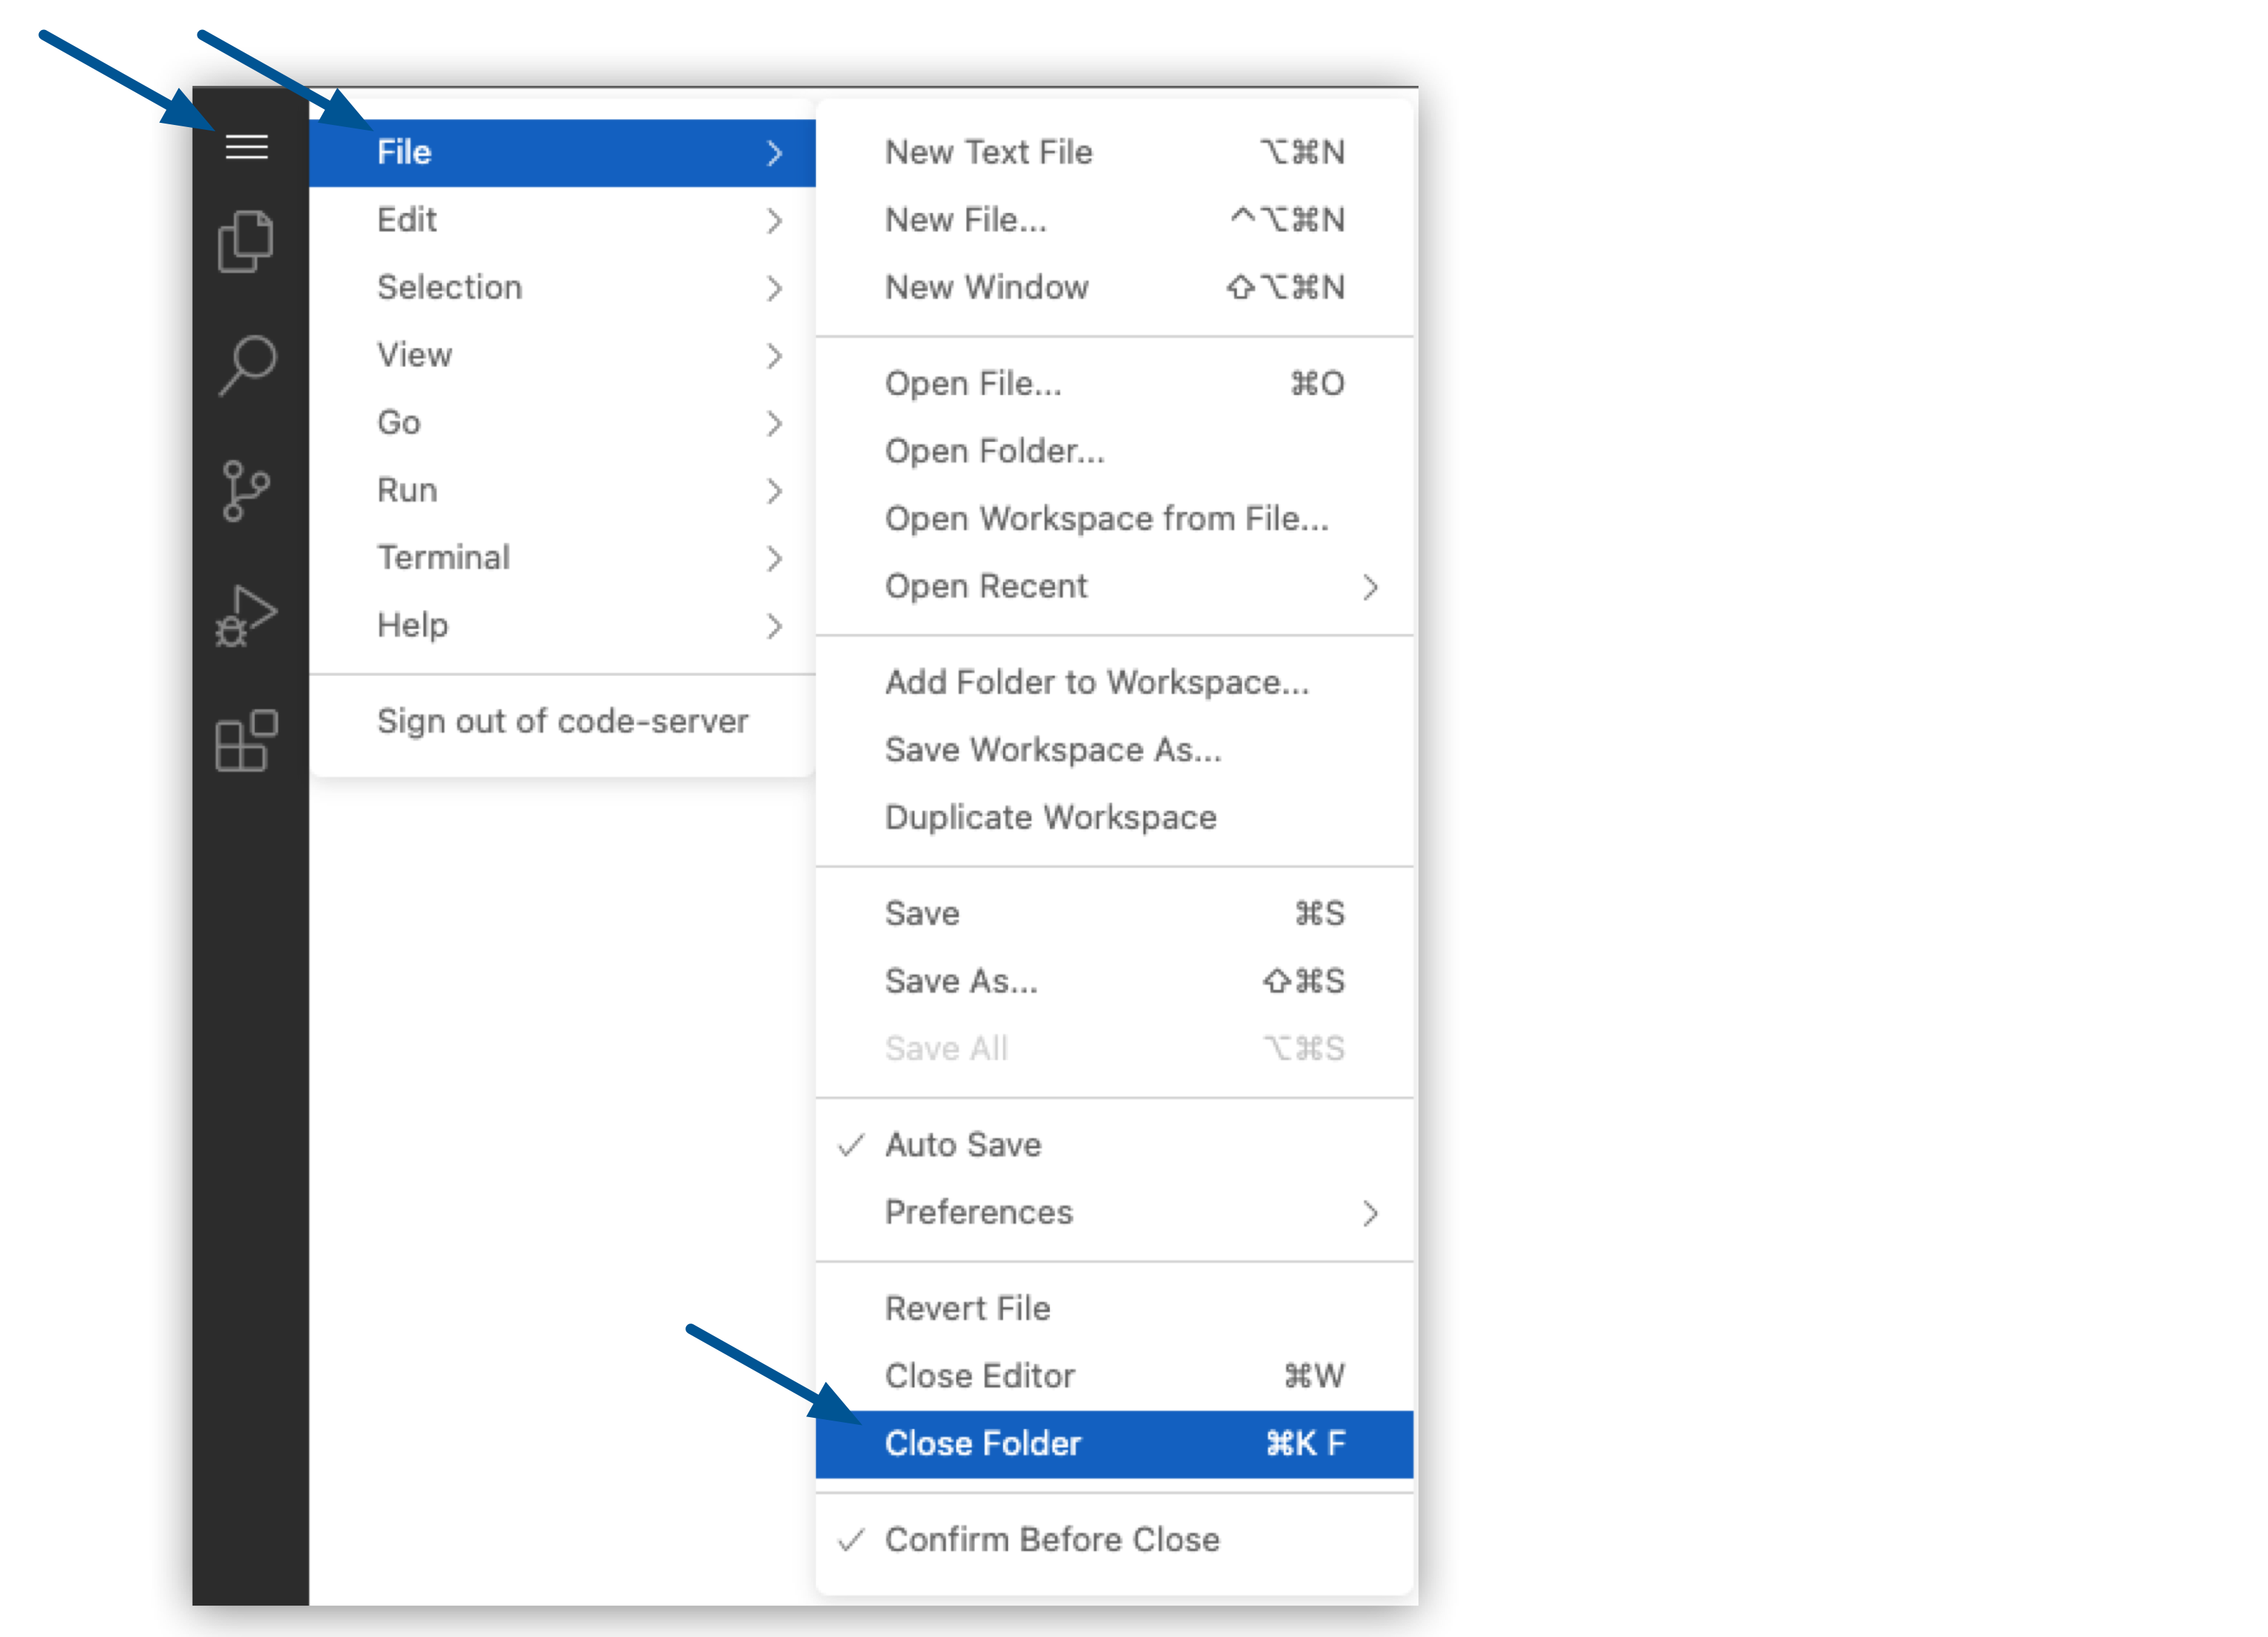 File
Edit
Selection
View
Go
Run
Terminal
Help
Sign out of code-server
New Text File ⌥⌘N
New File... ^⌥⌘N
New Window ⇧⌥⌘N
Open File... ⌘O
Open Folder...
Open Workspace from File...
Open Recent
Add Folder to Workspace...
Save Workspace As...
Duplicate Workspace
Save ⌘S
Save As... ⇧⌘S
Save All ⌥⌘S
Auto Save
Preferences
Revert File
Close Editor ⌘W
Close Folder ⌘K F
Confirm Before Close